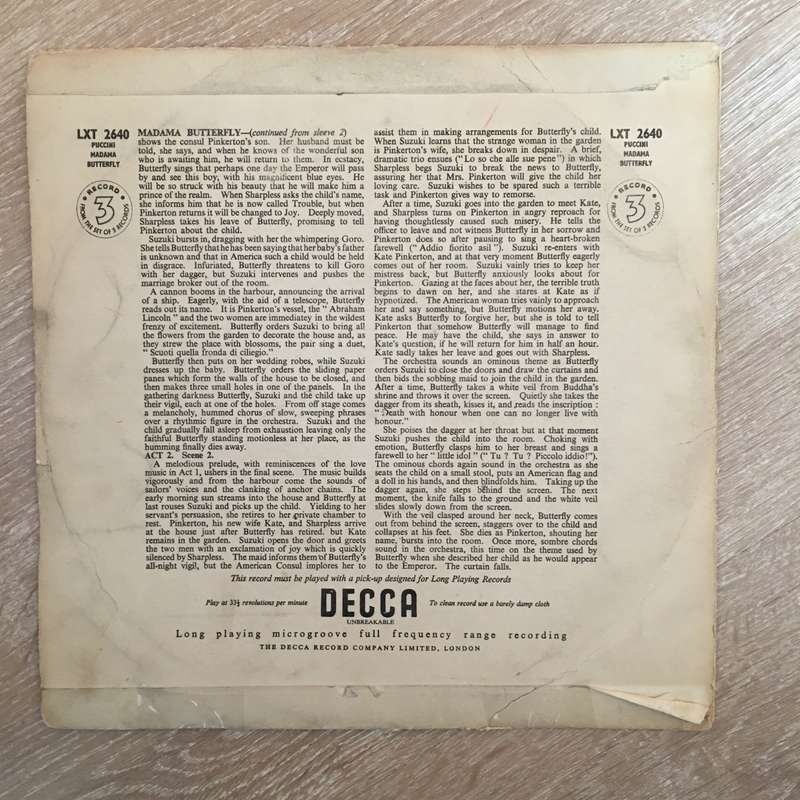 LXT 2640
PUCCINI
MADAMA
BUTTERFLY
RECORD
3
FROM THE SET OF 3 RECORDS
MADAMA BUTTERFLY—(continued from sleeve 2)
shows the consul Pinkerton's son. Her husband must be
told, she says, and when he knows of the wonderful son
who is awaiting him, he will return to them. In ecstacy,
Butterfly sings that perhaps one day the Emperor will pass
by and see this boy, with his magnificent blue eyes. He
will be so struck with his beauty that he will make him a
prince of the realm. When Sharpless asks the child's name,
she informs him that he is now called Trouble, but when
Pinkerton returns it will be changed to Joy. Deeply moved,
Sharpless takes his leave of Butterfly, promising to tell
Pinkerton about the child.
Suzuki bursts in, dragging with her the whimpering Goro.
She tells Butterfly that he has been saying that her baby's father
is unknown and that in America such a child would be held
in disgrace. Infuriated, Butterfly threatens to kill Goro
with her dagger, but Suzuki intervenes and pushes the
marriage broker out of the room.
A cannon booms in the harbour, announcing the arrival
of a ship. Eagerly, with the aid of a telescope, Butterfly
reads out its name. It is Pinkerton's vessel, the "Abraham
Lincoln" and the two women are immediatey in the wildest
frenzy of excitement. Butterfly orders Suzuki to bring all
the flowers from the garden to decorate the house and, as
they strew the place with blossoms, the pair sing a duet,
"Scuoti quella fronda di ciliegio."
Butterfly then puts on her wedding robes, while Suzuki
dresses up the baby. Butterfly orders the sliding paper
panes which form the walls of the house to be closed, and
then makes three small holes in one of the panels. In the
gathering darkness Butterfly, Suzuki and the child take up
their vigil, each at one of the holes. From off stage comes
a melancholy, hummed chorus of slow, sweeping phrases
over a rhythmic figure in the orchestra. Suzuki and the
child gradually fall asleep from exhaustion leaving only the
faithful Butterfly standing motionless at her place, as the
humming finally dies away.
ACT 2. Scene 2.
A melodious prelude, with reminiscences of the love
music in Act 1, ushers in the final scene. The music builds
vigorously and from the harbour come the sounds of
sailors' voices and the clanking of anchor chains. The
early morning sun streams into the house and Butterfly at
last rouses Suzuki and picks up the child. Yielding to her
servant's persuasion, she retires to her private chamber to
rest. Pinkerton, his new wife Kate, and Sharpless arrive
at the house just after Butterfly has retired, but Kate
remains in the garden. Suzuki opens the door and greets
the two men with an exclamation of joy which is quickly
silenced by Sharpless. The maid informs them of Butterfly's
all-night vigil, but the American Consul implores her to
assist them in making arrangements for Butterfly's child.
When Suzuki learns that the strange woman in the garden
is Pinkerton's wife, she breaks down in despair. A brief,
dramatic trio ensues ("Lo so che alle sue pene") in which
Sharpless begs Suzuki to break the news to Butterfly,
assuring her that Mrs. Pinkerton will give the child her
loving care. Suzuki wishes to be spared such a terrible
task and Pinkerton gives way to remorse.
After a time, Suzuki goes into the garden to meet Kate,
and Sharpless turns on Pinkerton in angry reproach for
having thoughtlessly caused such misery. He tells the
officer to leave and not witness Butterfly in her sorrow and
Pinkerton does so after pausing to sing a heart-broken
farewell ("Addio fiorito asil"). Suzuki re-enters with
Kate Pinkerton, and at that very moment Butterfly eagerly
comes out of her room. Suzuki vainly tries to keep her
mistress back, but Butterfly anxiously looks about for
Pinkerton. Gazing at the faces about her, the terrible truth
begins to dawn on her, and she stares at Kate as if
hypnotized. The American woman tries vainly to approach
her and say something, but Butterfly motions her away.
Kate asks Butterfly to forgive her, but she is told to tell
Pinkerton that somehow Butterfly will manage to find
peace. He may have the child, she says in answer to
Kate's question, if he will return for him in half an hour.
Kate sadly takes her leave and goes out with Sharpless.
The orchestra sounds an ominous theme as Butterfly
orders Suzuki to close the doors and draw the curtains and
then bids the sobbing maid to join the child in the garden.
After a time, Butterfly takes a white veil from Buddha's
shrine and throws it over the screen. Quietly she takes the
dagger from its sheath, kisses it, and reads the inscription :
"Death with honour when one can no longer live with
honour."
She poises the dagger at her throat but at that moment
Suzuki pushes the child into the room. Choking with
emotion, Butterfly clasps him to her breast and sings a
farewell to her "little idol" ("Tu ? Tu ? Piccolo iddio!").
The ominous chords again sound in the orchestra as she
seats the child on a small stool, puts an American flag and
a doll in his hands, and then blindfolds him. Taking up the
dagger again, she steps behind the screen. The next
moment, the knife falls to the ground and the white veil
slides slowly down from the screen.
With the veil clasped around her neck, Butterfly comes
out from behind the screen, staggers over to the child and
collapses at his feet. She dies as Pinkerton, shouting her
name, bursts into the room. Once more, sombre chords
sound in the orchestra, this time on the theme used by
Butterfly when she described her child as he would appear
to the Emperor. The curtain falls.
LXT 2640
PUCCINI
MADAMA
BUTTERFLY
RECORD
3
FROM THE SET OF 3 RECORDS
This record must be played with a pick-up designed for Long Playing Records
Play at 33⅓ revolutions per minute DECCA To clean record use a barely damp cloth
UNBREAKABLE
Long playing microgroove full frequency range recording
THE DECCA RECORD COMPANY LIMITED, LONDON